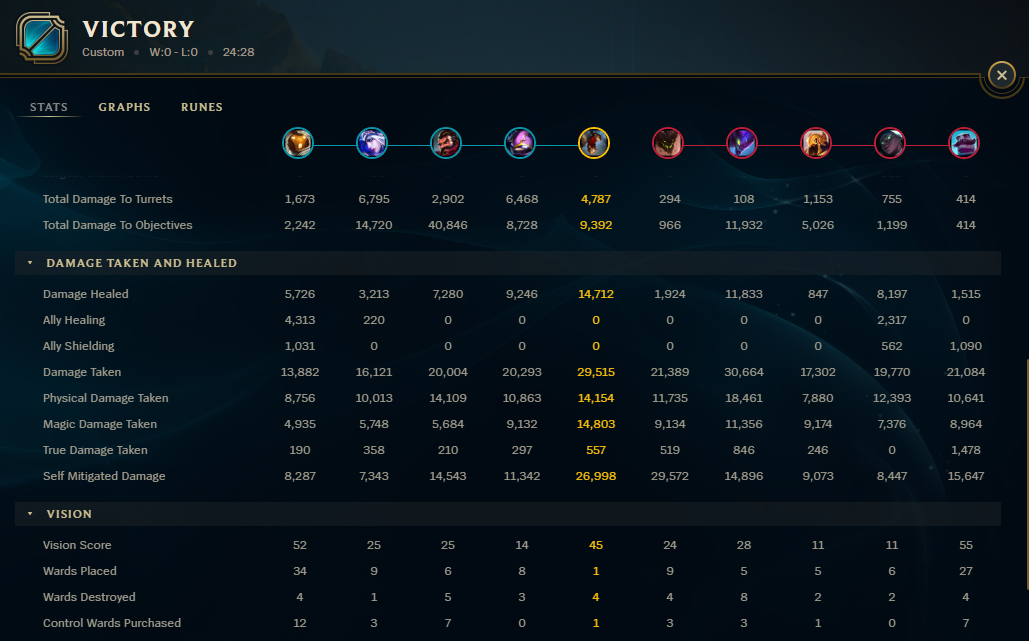 VICTORY
Custom • W:0 - L:0 • 24:28
STATS GRAPHS RUNES
Total Damage To Turrets 1,673 6,795 2,902 6,468 4,787 294 108 1,153 755 414
Total Damage To Objectives 2,242 14,720 40,846 8,728 9,392 966 11,932 5,026 1,199 414
DAMAGE TAKEN AND HEALED
Damage Healed 5,726 3,213 7,280 9,246 14,712 1,924 11,833 847 8,197 1,515
Ally Healing 4,313 220 0 0 0 0 0 0 2,317 0
Ally Shielding 1,031 0 0 0 0 0 0 0 562 1,090
Damage Taken 13,882 16,121 20,004 20,293 29,515 21,389 30,664 17,302 19,770 21,084
Physical Damage Taken 8,756 10,013 14,109 10,863 14,154 11,735 18,461 7,880 12,393 10,641
Magic Damage Taken 4,935 5,748 5,684 9,132 14,803 9,134 11,356 9,174 7,376 8,964
True Damage Taken 190 358 210 297 557 519 846 246 0 1,478
Self Mitigated Damage 8,287 7,343 14,543 11,342 26,998 29,572 14,896 9,073 8,447 15,647
VISION
Vision Score 52 25 25 14 45 24 28 11 11 55
Wards Placed 34 9 6 8 1 9 5 5 6 27
Wards Destroyed 4 1 5 3 4 4 8 2 2 4
Control Wards Purchased 12 3 7 0 1 3 3 1 0 7